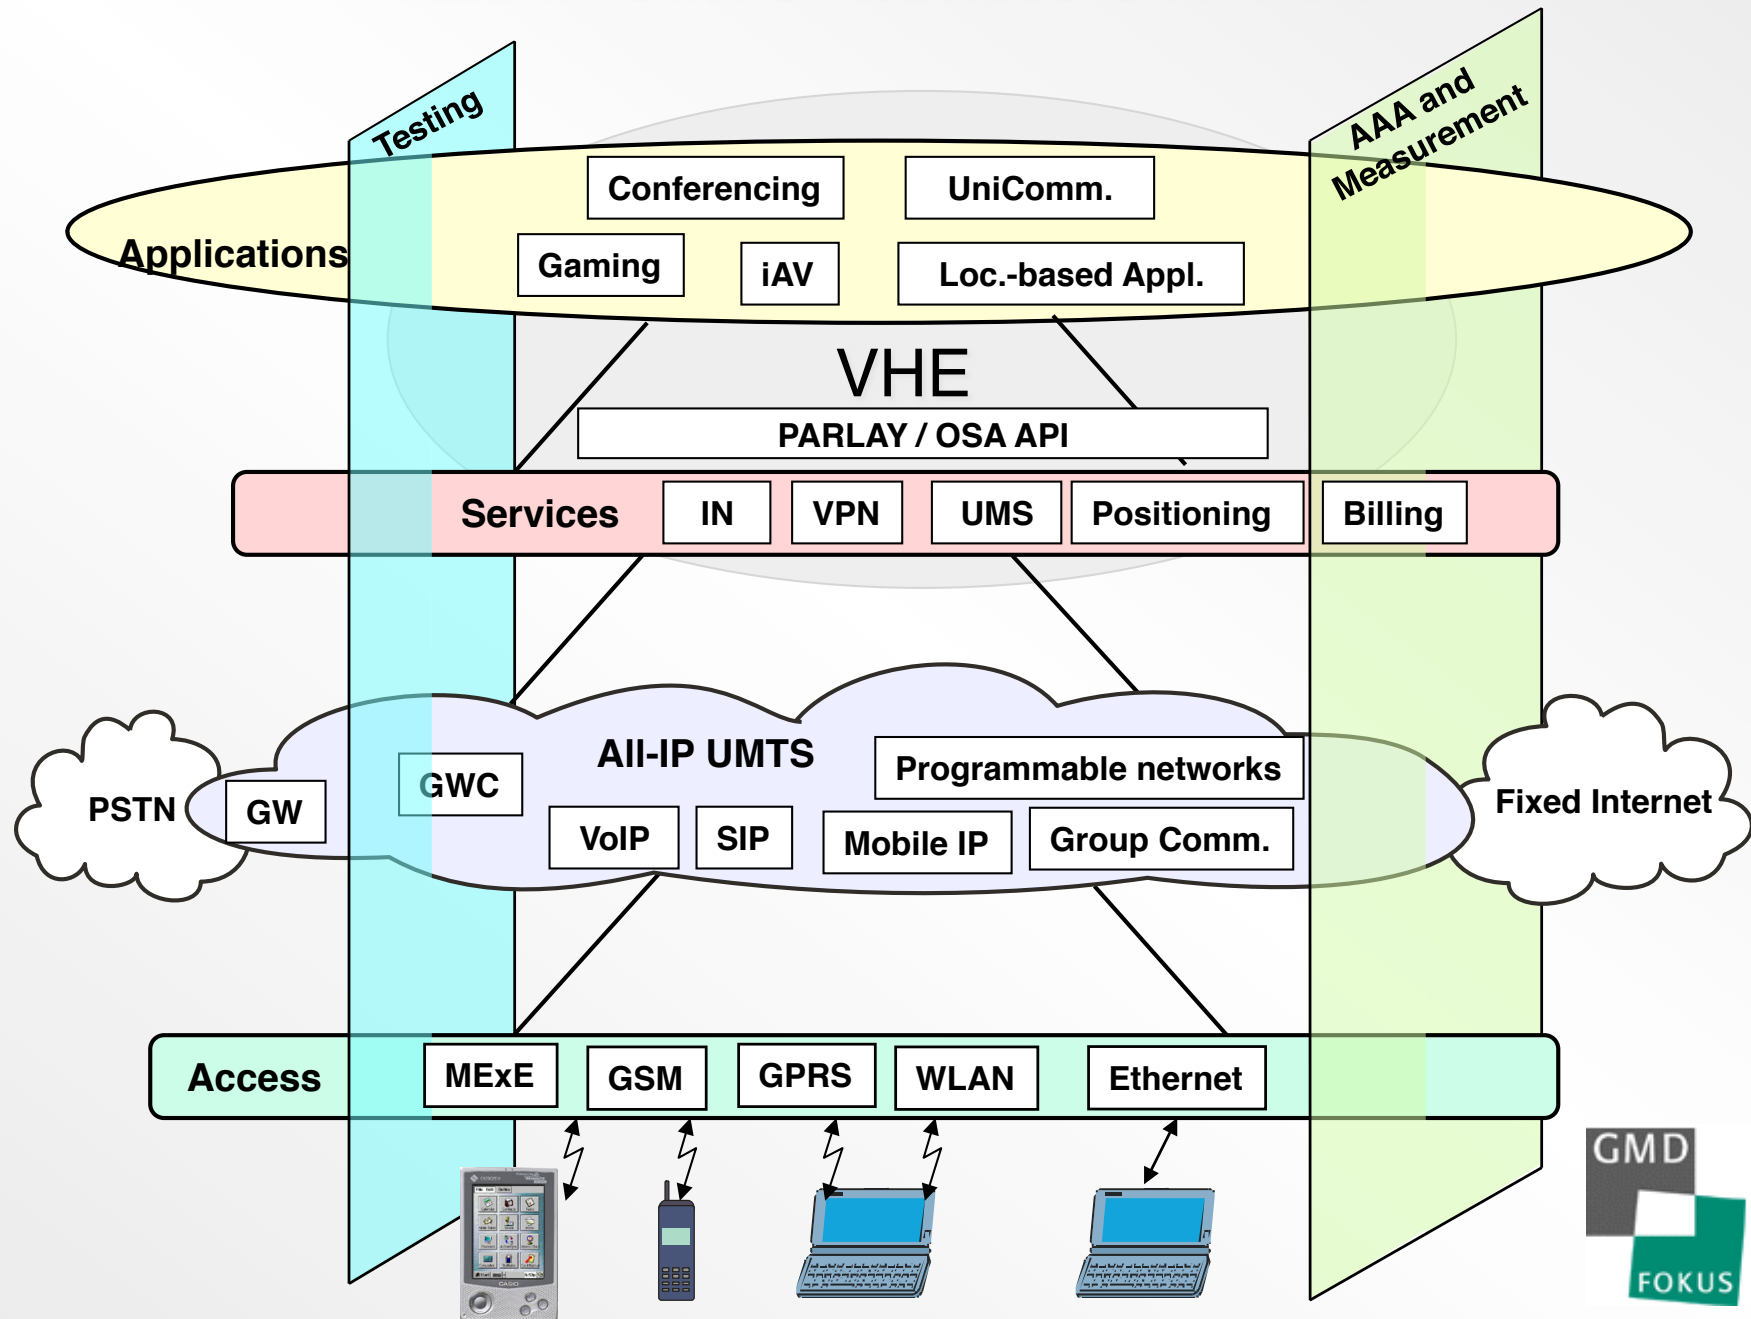 Testing
AAA and
Measurement
Conferencing
UniComm.
Applications
Gaming
iAV
Loc.-based Appl.
VHE
PARLAY / OSA API
Services
IN
VPN
UMS
Positioning
Billing
All-IP UMTS
PSTN
GW
GWC
Programmable networks
Fixed Internet
VoIP
SIP
Mobile IP
Group Comm.
Access
MExE
GSM
GPRS
WLAN
Ethernet
CASIO
GMD
FOKUS